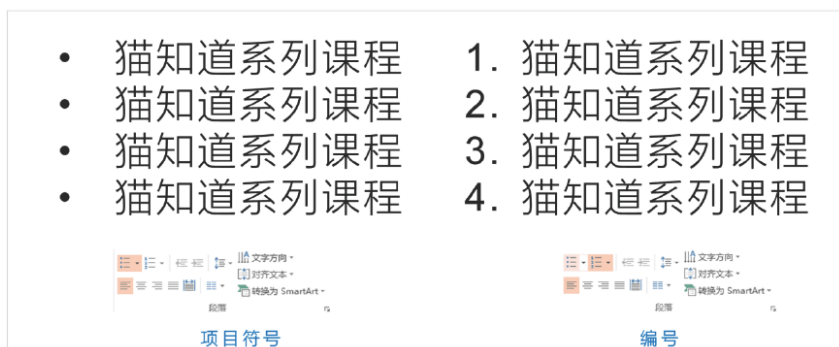 • 猫知道系列课程
• 猫知道系列课程
• 猫知道系列课程
• 猫知道系列课程
文字方向
对齐文本
转换为 SmartArt
段落
项目符号
1. 猫知道系列课程
2. 猫知道系列课程
3. 猫知道系列课程
4. 猫知道系列课程
文字方向
对齐文本
转换为 SmartArt
段落
编号